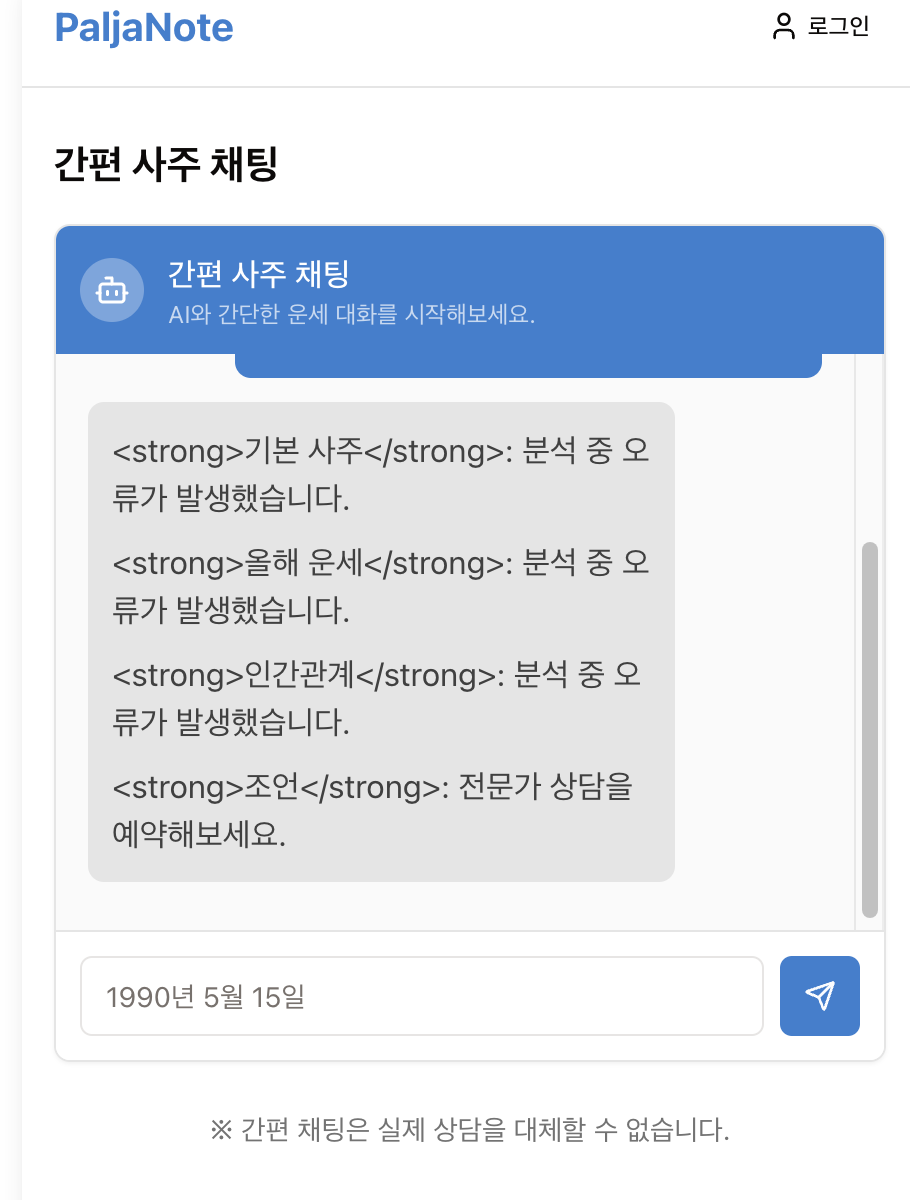 PaljaNote
로그인
간편 사주 채팅
간편 사주 채팅
AI와 간단한 운세 대화를 시작해보세요.
<strong>기본 사주</strong>: 분석 중 오
류가 발생했습니다.
<strong>올해 운세</strong>: 분석 중 오
류가 발생했습니다.
<strong>인간관계</strong>: 분석 중 오
류가 발생했습니다.
<strong>조언</strong>: 전문가 상담을
예약해보세요.
1990년 5월 15일
※ 간편 채팅은 실제 상담을 대체할 수 없습니다.